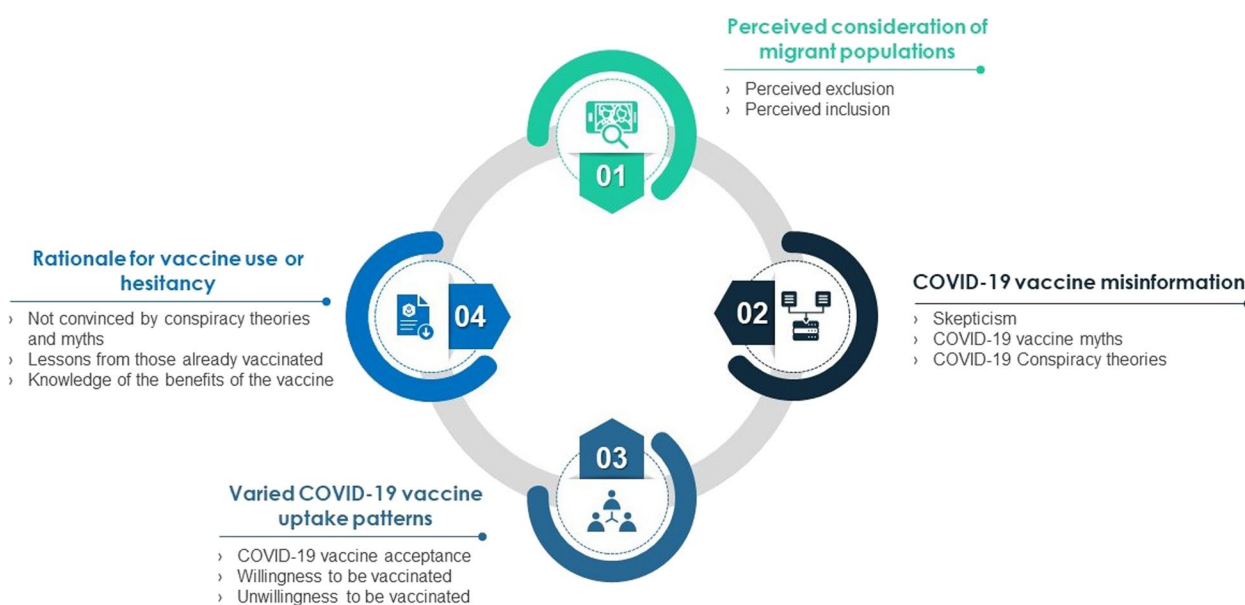 Perceived consideration of
migrant populations
› Perceived exclusion
› Perceived inclusion
01
02
COVID-19 vaccine misinformation
› Skepticism
› COVID-19 vaccine myths
› COVID-19 Conspiracy theories
03
Varied COVID-19 vaccine
uptake patterns
› COVID-19 vaccine acceptance
› Willingness to be vaccinated
› Unwillingness to be vaccinated
04
Rationale for vaccine use or
hesitancy
› Not convinced by conspiracy theories
and myths
› Lessons from those already vaccinated
› Knowledge of the benefits of the vaccine